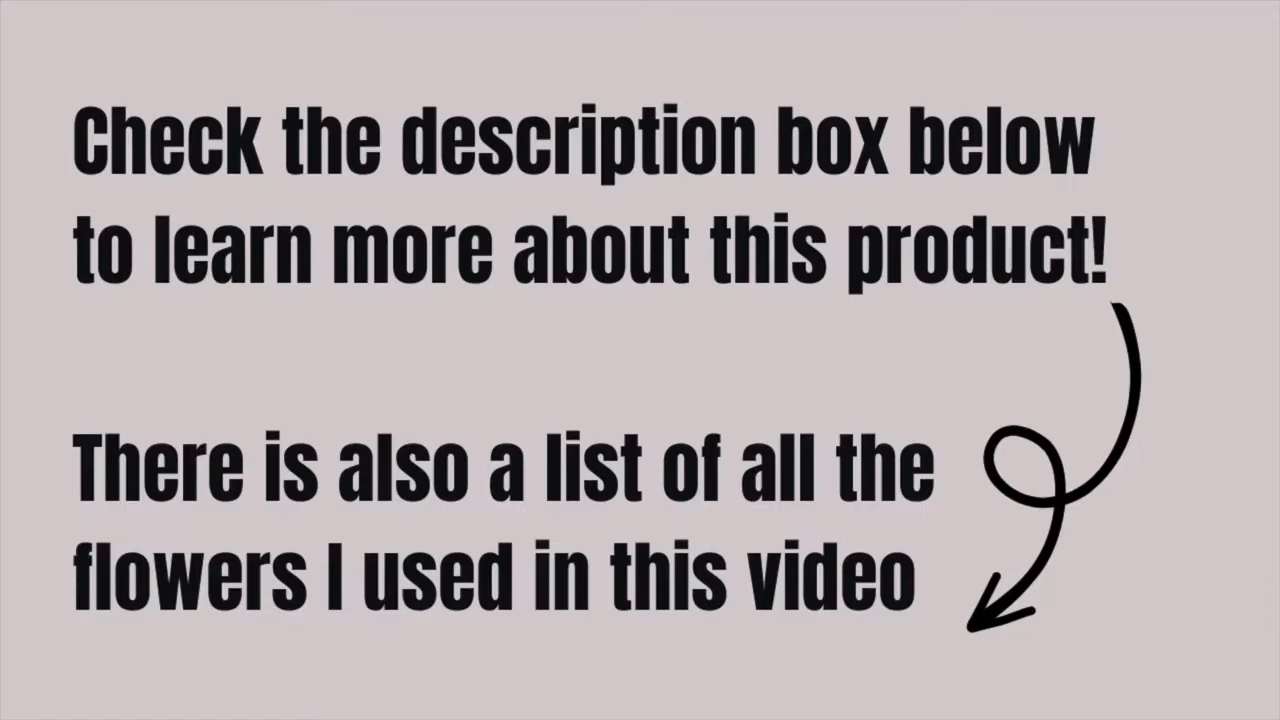 Check the description box below
to learn more about this product!
There is also a list of all the
flowers I used in this video